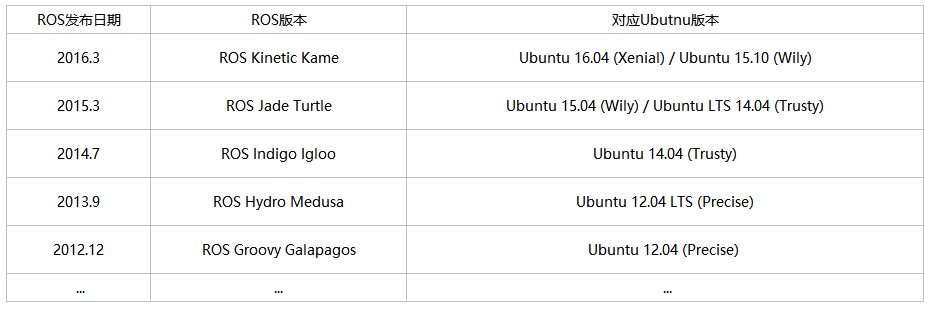 ROS发布日期 ROS版本 对应Ubutnu版本
2016.3 ROS Kinetic Kame Ubuntu 16.04 (Xenial) / Ubuntu 15.10 (Wily)
2015.3 ROS Jade Turtle Ubuntu 15.04 (Wily) / Ubuntu LTS 14.04 (Trusty)
2014.7 ROS Indigo Igloo Ubuntu 14.04 (Trusty)
2013.9 ROS Hydro Medusa Ubuntu 12.04 LTS (Precise)
2012.12 ROS Groovy Galapagos Ubuntu 12.04 (Precise)
... ... ...